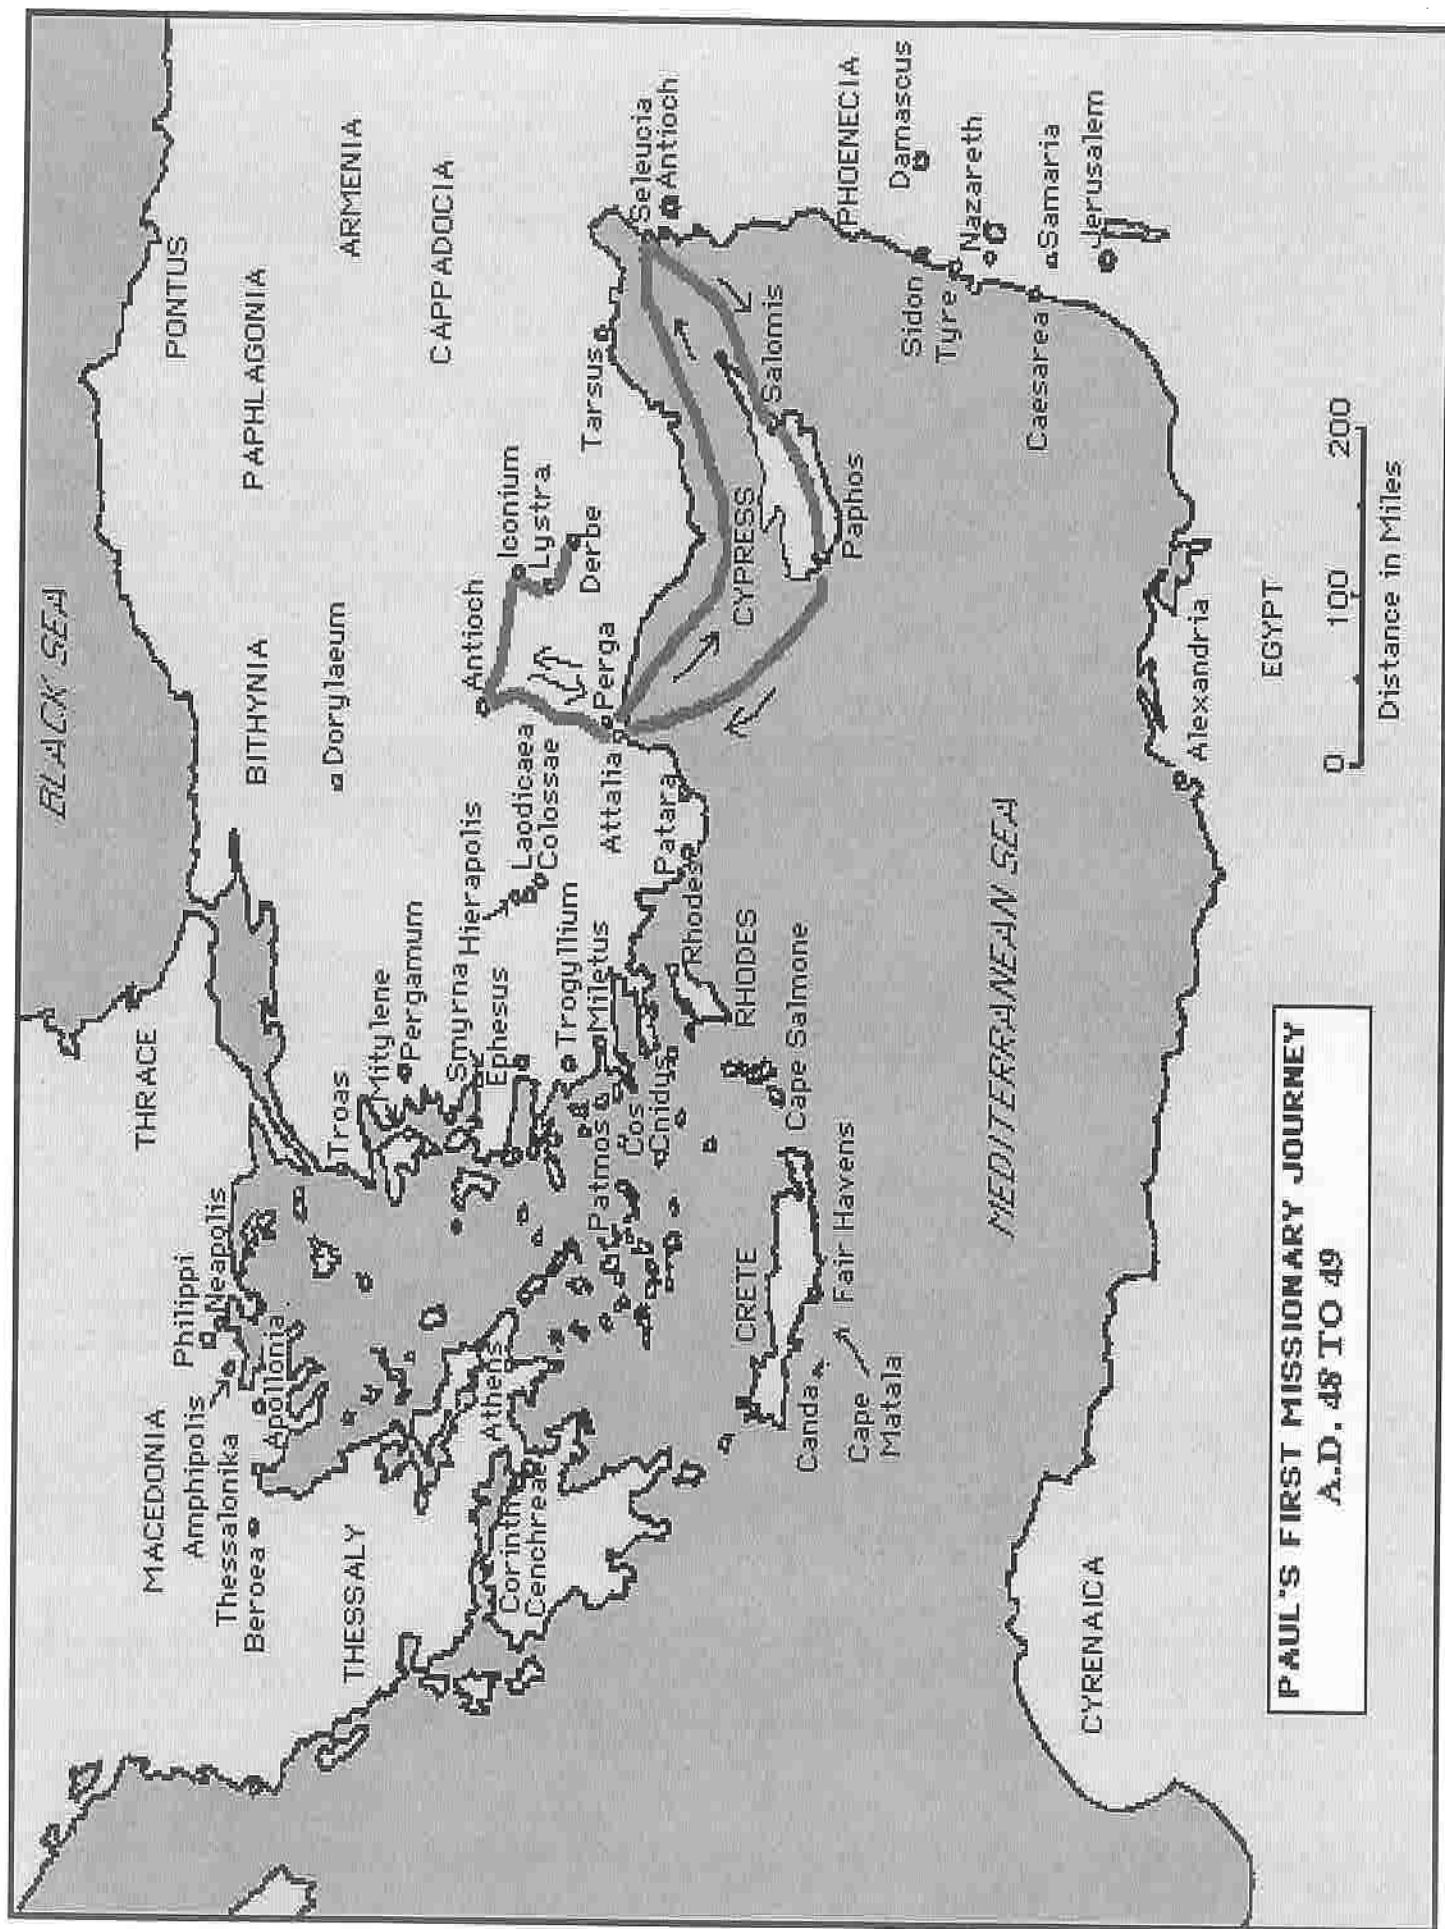 BLACK SEA
THRACE
MACEDONIA
Philippi
Neapolis
Amphipolis
Apollonia
Thessalonika
Beroea
THESSALY
PONTUS
BITHYNIA
PAPHLAGONIA
Dorylaeum
ARMENIA
CAPPADOCIA
Troas
Mitylene
Pergamum
Smyrna
Hierapolis
Ephesus
Laodicaea
Colossae
Antioch
Iconium
Lystra
Derbe
Tarsus
Athens
Corinth
Cenchreae
Trogyllium
Miletus
Patmos
Cos
Cnidus
Attalia
Perga
Patara
Rhodes
RHODES
Seleucia
Antioch
CYPRESS
Salomis
Paphos
CRETE
Cape Salmone
Fair Havens
Canda
Cape
Matala
PHOENECIA
Damascus
Sidon
Tyre
Nazareth
Caesarea
Samaria
Jerusalem
MEDITERRANEAN SEA
CYRENAICA
Alexandria
EGYPT
PAUL'S FIRST MISSIONARY JOURNEY
A.D. 48 TO 49
0 100 200
Distance in Miles